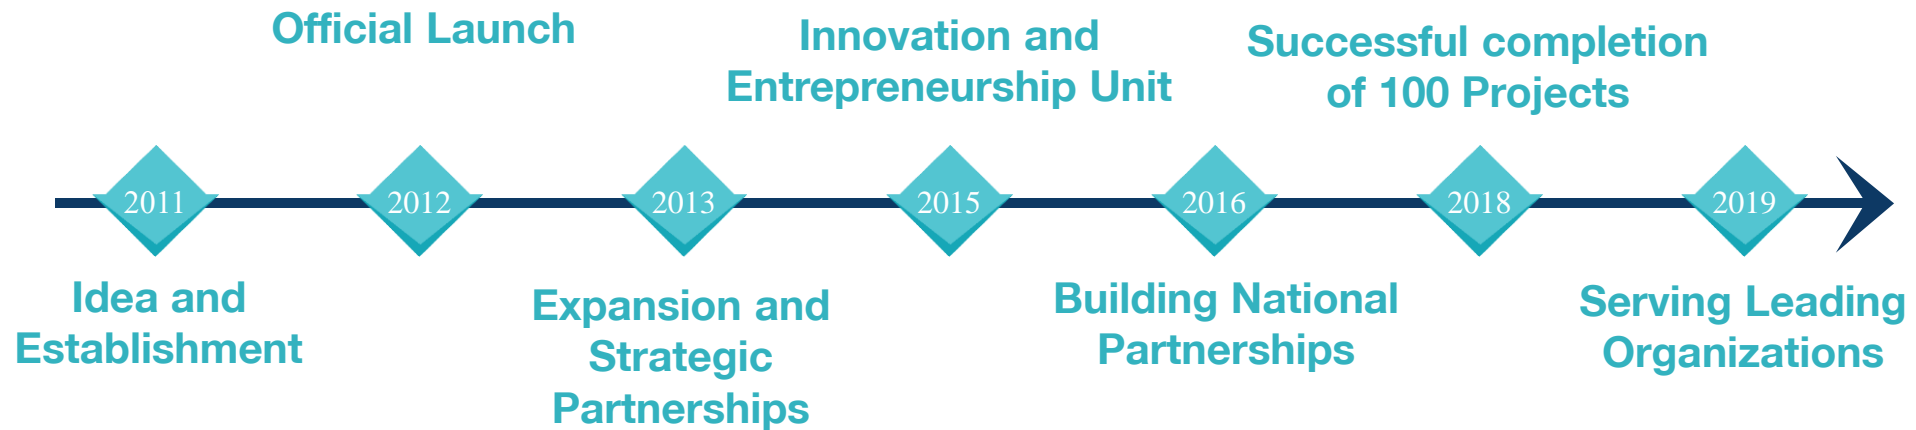 Official Launch
Innovation and
Entrepreneurship Unit
Successful completion
of 100 Projects
2011
2012
2013
2015
2016
2018
2019
Idea and
Establishment
Expansion and
Strategic
Partnerships
Building National
Partnerships
Serving Leading
Organizations